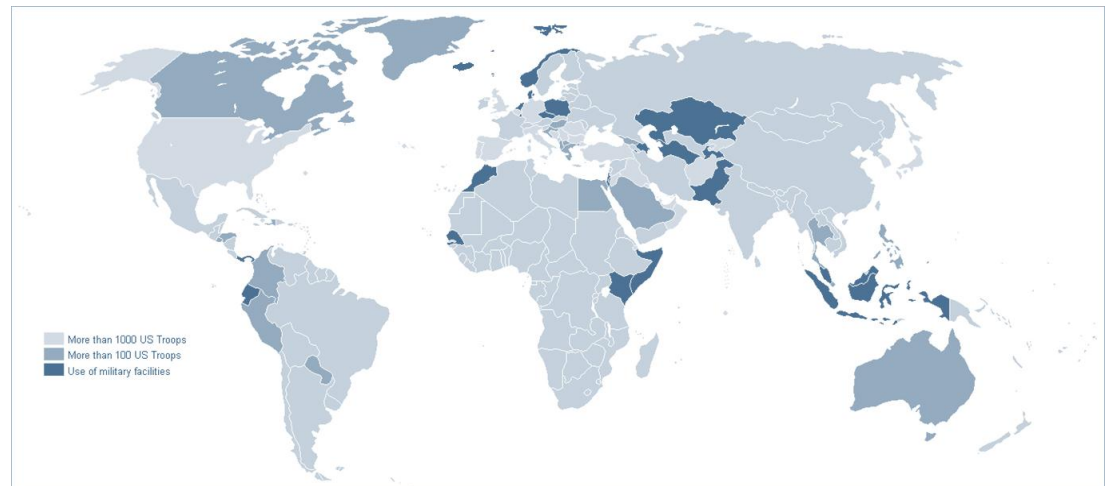 More than 1000 US Troops
More than 100 US Troops
Use of military facilities